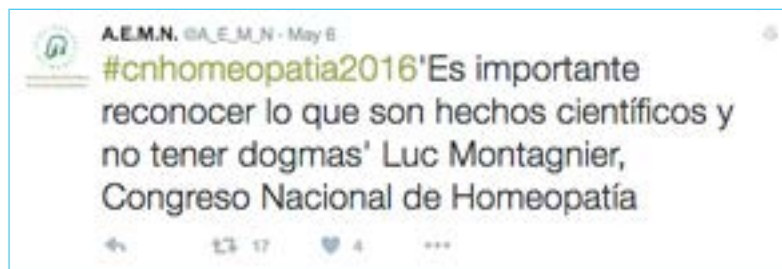 A.E.M.N. @A_E_M_N · May 6
#cnhomeopatia2016'Es importante
reconocer lo que son hechos científicos y
no tener dogmas' Luc Montagnier,
Congreso Nacional de Homeopatía
17 4